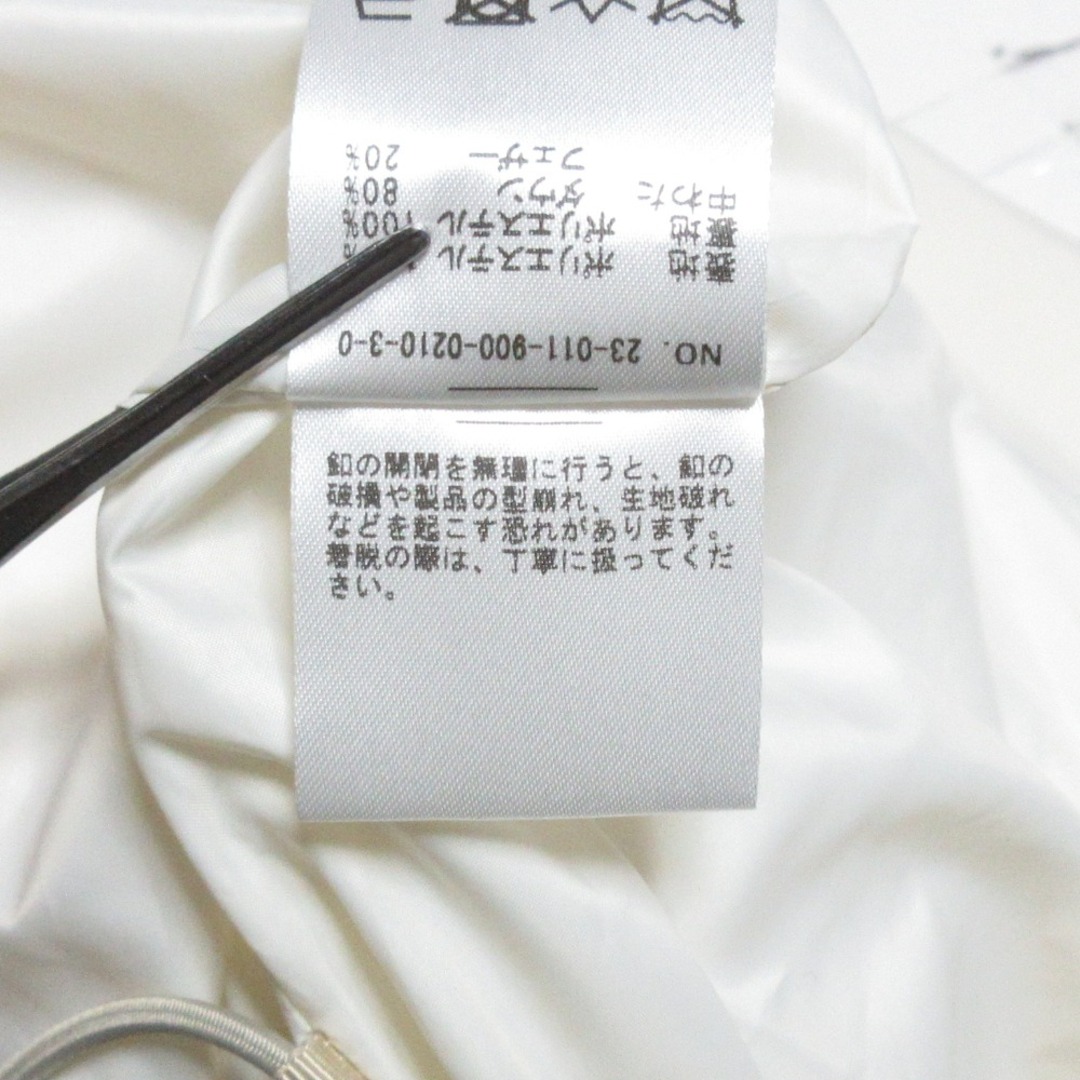 NO. 23-011-900-0210-3-0
表地 ポリエステル %
裏地 ポリエステル 100%
中わた ダウン 80%
フェザー 20%
釦の開閉を無理に行うと、釦の
破損や製品の型崩れ、生地破れ
などを起こす恐れがあります。
着脱の際は、丁寧に扱ってくだ
さい。